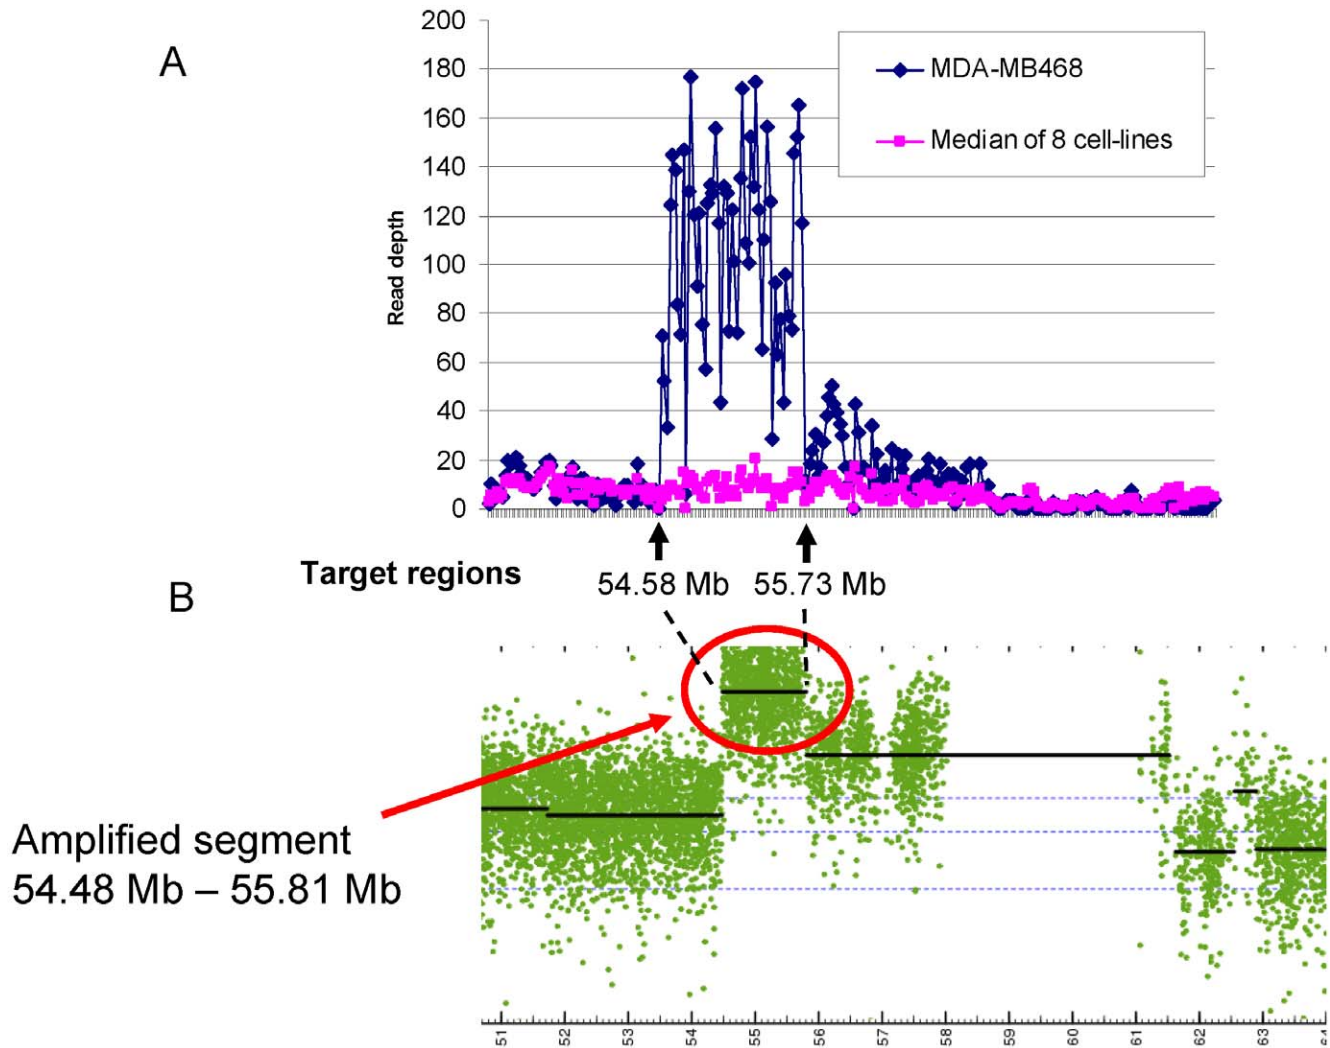 A
200
180
160
140
120
100
80
60
40
20
0
Read depth
MDA-MB468
Median of 8 cell-lines
Target regions
54.58 Mb 55.73 Mb
B
Amplified segment
54.48 Mb – 55.81 Mb
51 52 53 54 55 56 57 58 59 60 61 62 63